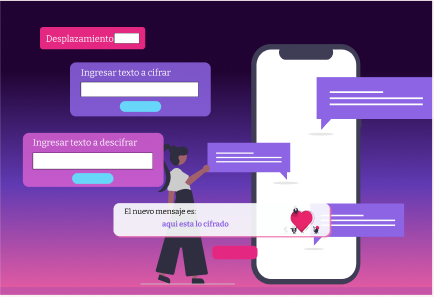 Desplazamiento
Ingresar texto a cifrar
Ingresar texto a descifrar
El nuevo mensaje es:
aqui esta lo cifrado